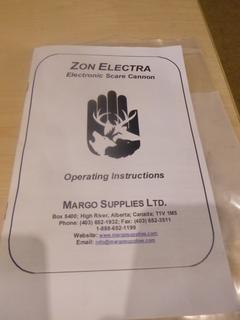 ZON ELECTRA
Electronic Scare Cannon
Operating Instructions
MARGO SUPPLIES LTD.
Box 5400; High River, Alberta; Canada; T1V 1M5
Phone: (403) 652-1932; Fax: (403) 652-3511
1-888-652-1199
Website: www.margosupplies.com
Email: info@margosupplies.com